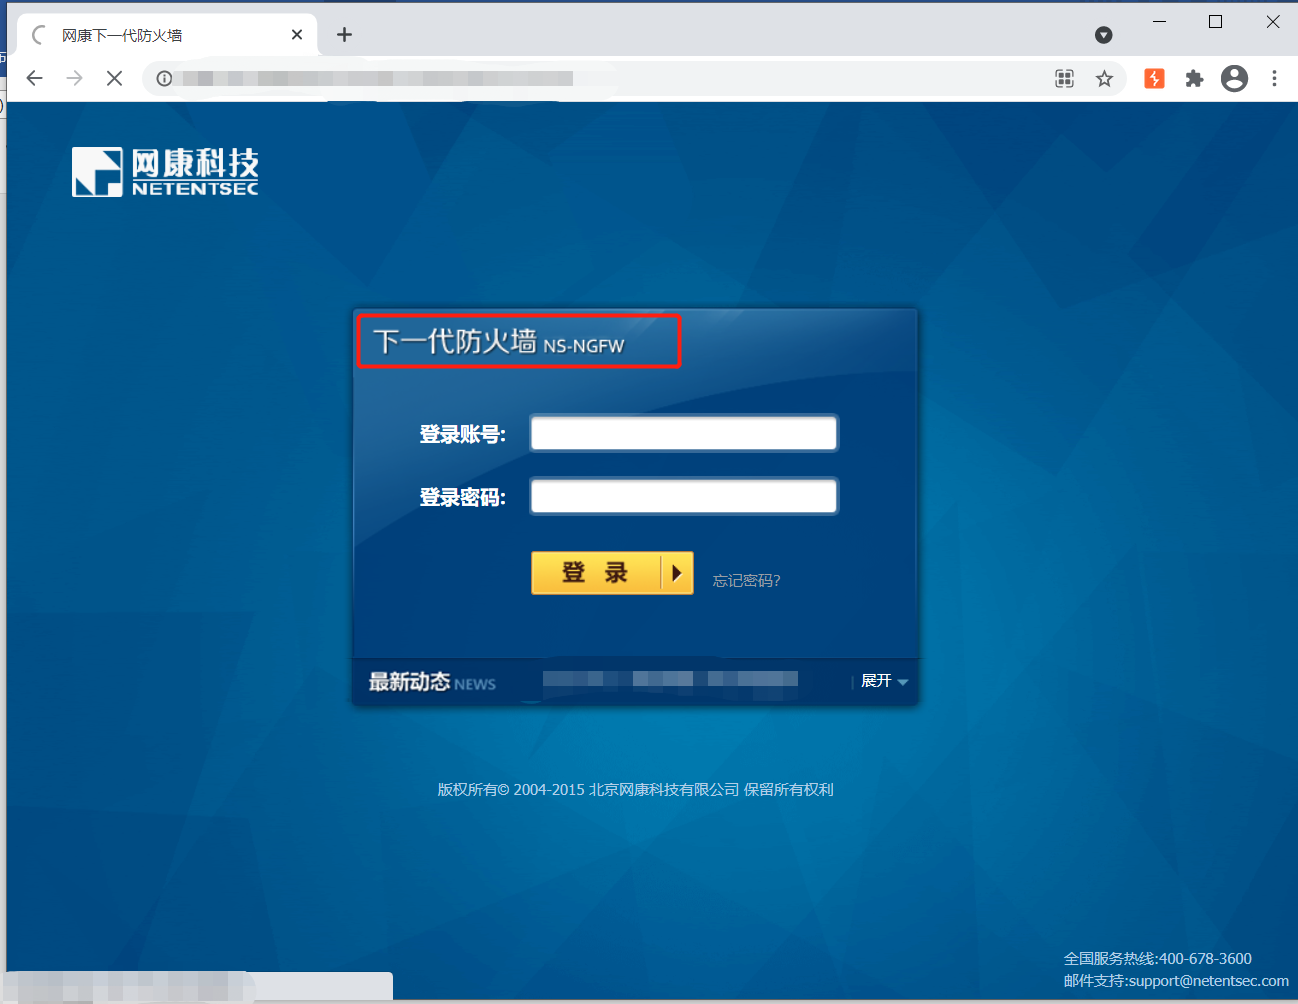 网康下一代防火墙
网康科技
NETENTSEC
下一代防火墙 NS-NGFW
登录账号:
登录密码:
登 录
忘记密码?
最新动态 NEWS
展开
版权所有© 2004-2015 北京网康科技有限公司 保留所有权利
全国服务热线:400-678-3600
邮件支持:support@netentsec.com